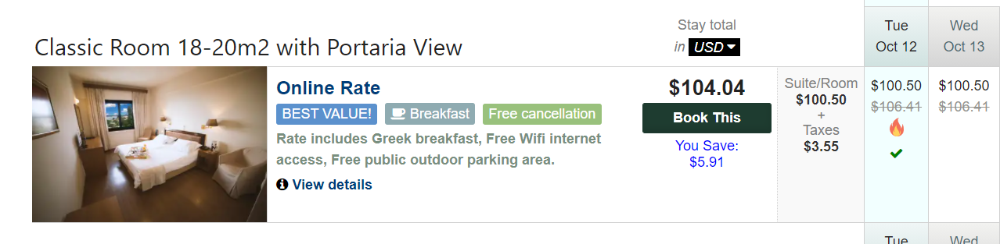 Stay total
in USD
Tue
Oct 12
Wed
Oct 13
Classic Room 18-20m2 with Portaria View
Online Rate
BEST VALUE!
Breakfast
Free cancellation
Rate includes Greek breakfast, Free Wifi internet
access, Free public outdoor parking area.
View details
$104.04
Book This
You Save:
$5.91
Suite/Room
$100.50
+
Taxes
$3.55
$100.50
$106.41
$100.50
$106.41
Tue
Wed